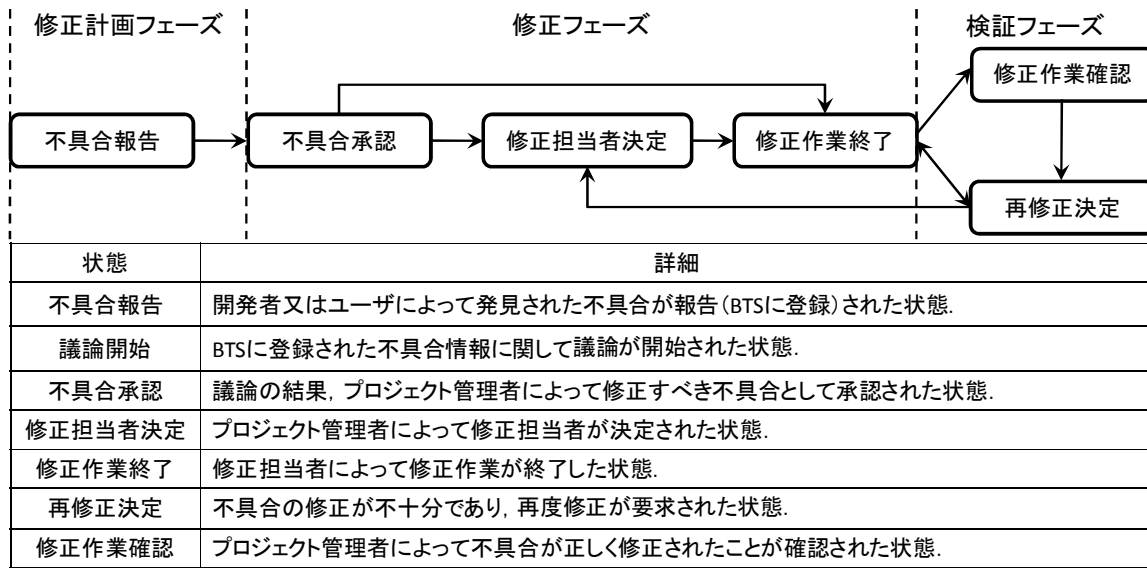 修正計画フェーズ
修正フェーズ
検証フェーズ
修正作業確認
不具合報告
不具合承認
修正担当者決定
修正作業終了
再修正決定
状態 詳細
不具合報告 開発者又はユーザによって発見された不具合が報告（BTSに登録）された状態．
議論開始 BTSに登録された不具合情報に関して議論が開始された状態．
不具合承認 議論の結果，プロジェクト管理者によって修正すべき不具合として承認された状態．
修正担当者決定 プロジェクト管理者によって修正担当者が決定された状態．
修正作業終了 修正担当者によって修正作業が終了した状態．
再修正決定 不具合の修正が不十分であり，再度修正が要求された状態．
修正作業確認 プロジェクト管理者によって不具合が正しく修正されたことが確認された状態．